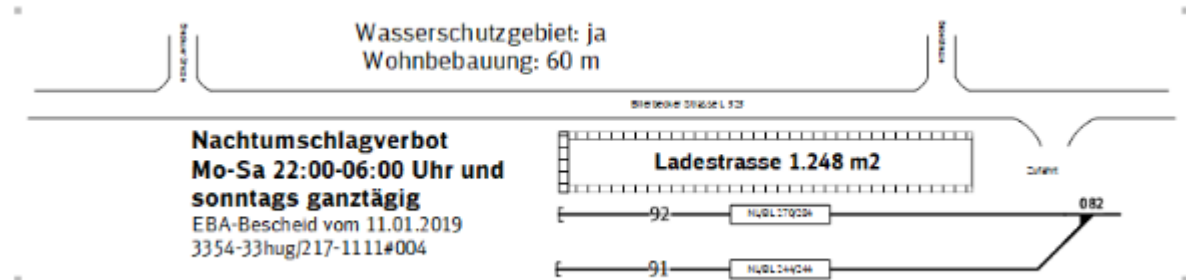 Wasserschutzgebiet: ja
Wohnbebauung: 60 m
Nachtumschlagverbot
Mo-Sa 22:00-06:00 Uhr und
sonntags ganztägig
EBA-Bescheid vom 11.01.2019
3354-33hug/217-1111#004
Ladestrasse 1.248 m2
Zufahrt
082
92
91